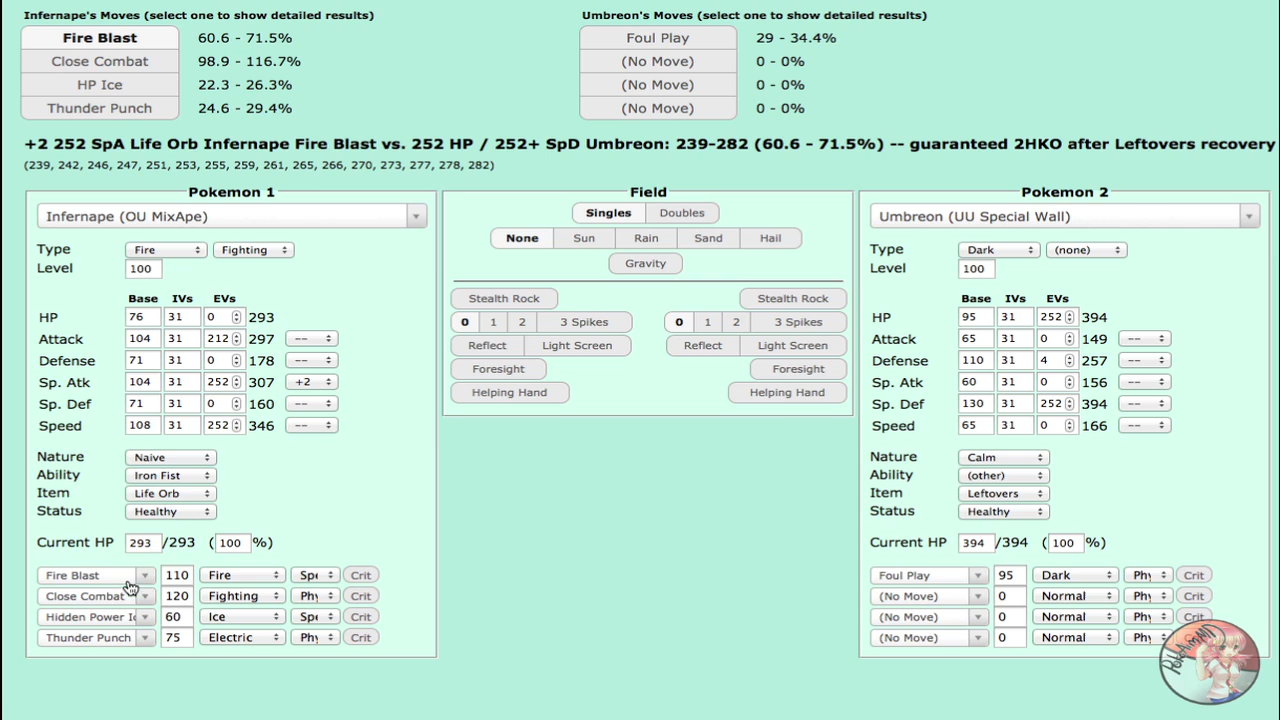 Infernape's Moves (select one to show detailed results) Umbreon's Moves (select one to show detailed results)
Fire Blast 60.6 - 71.5% Foul Play 29 - 34.4%
Close Combat 98.9 - 116.7% (No Move) 0 - 0%
HP Ice 22.3 - 26.3% (No Move) 0 - 0%
Thunder Punch 24.6 - 29.4% (No Move) 0 - 0%
+2 252 SpA Life Orb Infernape Fire Blast vs. 252 HP / 252+ SpD Umbreon: 239-282 (60.6 - 71.5%) -- guaranteed 2HKO after Leftovers recovery
(239, 242, 246, 247, 251, 253, 255, 259, 261, 265, 266, 270, 273, 277, 278, 282)
Pokemon 1
Infernape (OU MixApe)
Type Fire Fighting
Level 100
Base IVs EVs
HP 76 31 0 293
Attack 104 31 212 297 --
Defense 71 31 0 178 --
Sp. Atk 104 31 252 307 +2
Sp. Def 71 31 0 160 --
Speed 108 31 252 346 --
Nature Naive
Ability Iron Fist
Item Life Orb
Status Healthy
Current HP 293 /293 ( 100 %)
Fire Blast 110 Fire Spe Crit
Close Combat 120 Fighting Phy Crit
Hidden Power Ic 60 Ice Spe Crit
Thunder Punch 75 Electric Phy Crit
Field
Singles Doubles
None Sun Rain Sand Hail
Gravity
Stealth Rock Stealth Rock
0 1 2 3 Spikes 0 1 2 3 Spikes
Reflect Light Screen Reflect Light Screen
Foresight Foresight
Helping Hand Helping Hand
Pokemon 2
Umbreon (UU Special Wall)
Type Dark (none)
Level 100
Base IVs EVs
HP 95 31 252 394
Attack 65 31 0 149 --
Defense 110 31 4 257 --
Sp. Atk 60 31 0 156 --
Sp. Def 130 31 252 394 --
Speed 65 31 0 166 --
Nature Calm
Ability (other)
Item Leftovers
Status Healthy
Current HP 394 /394 ( 100 %)
Foul Play 95 Dark Phy Crit
(No Move) 0 Normal Phy Crit
(No Move) 0 Normal Phy Crit
(No Move) 0 Normal Phy